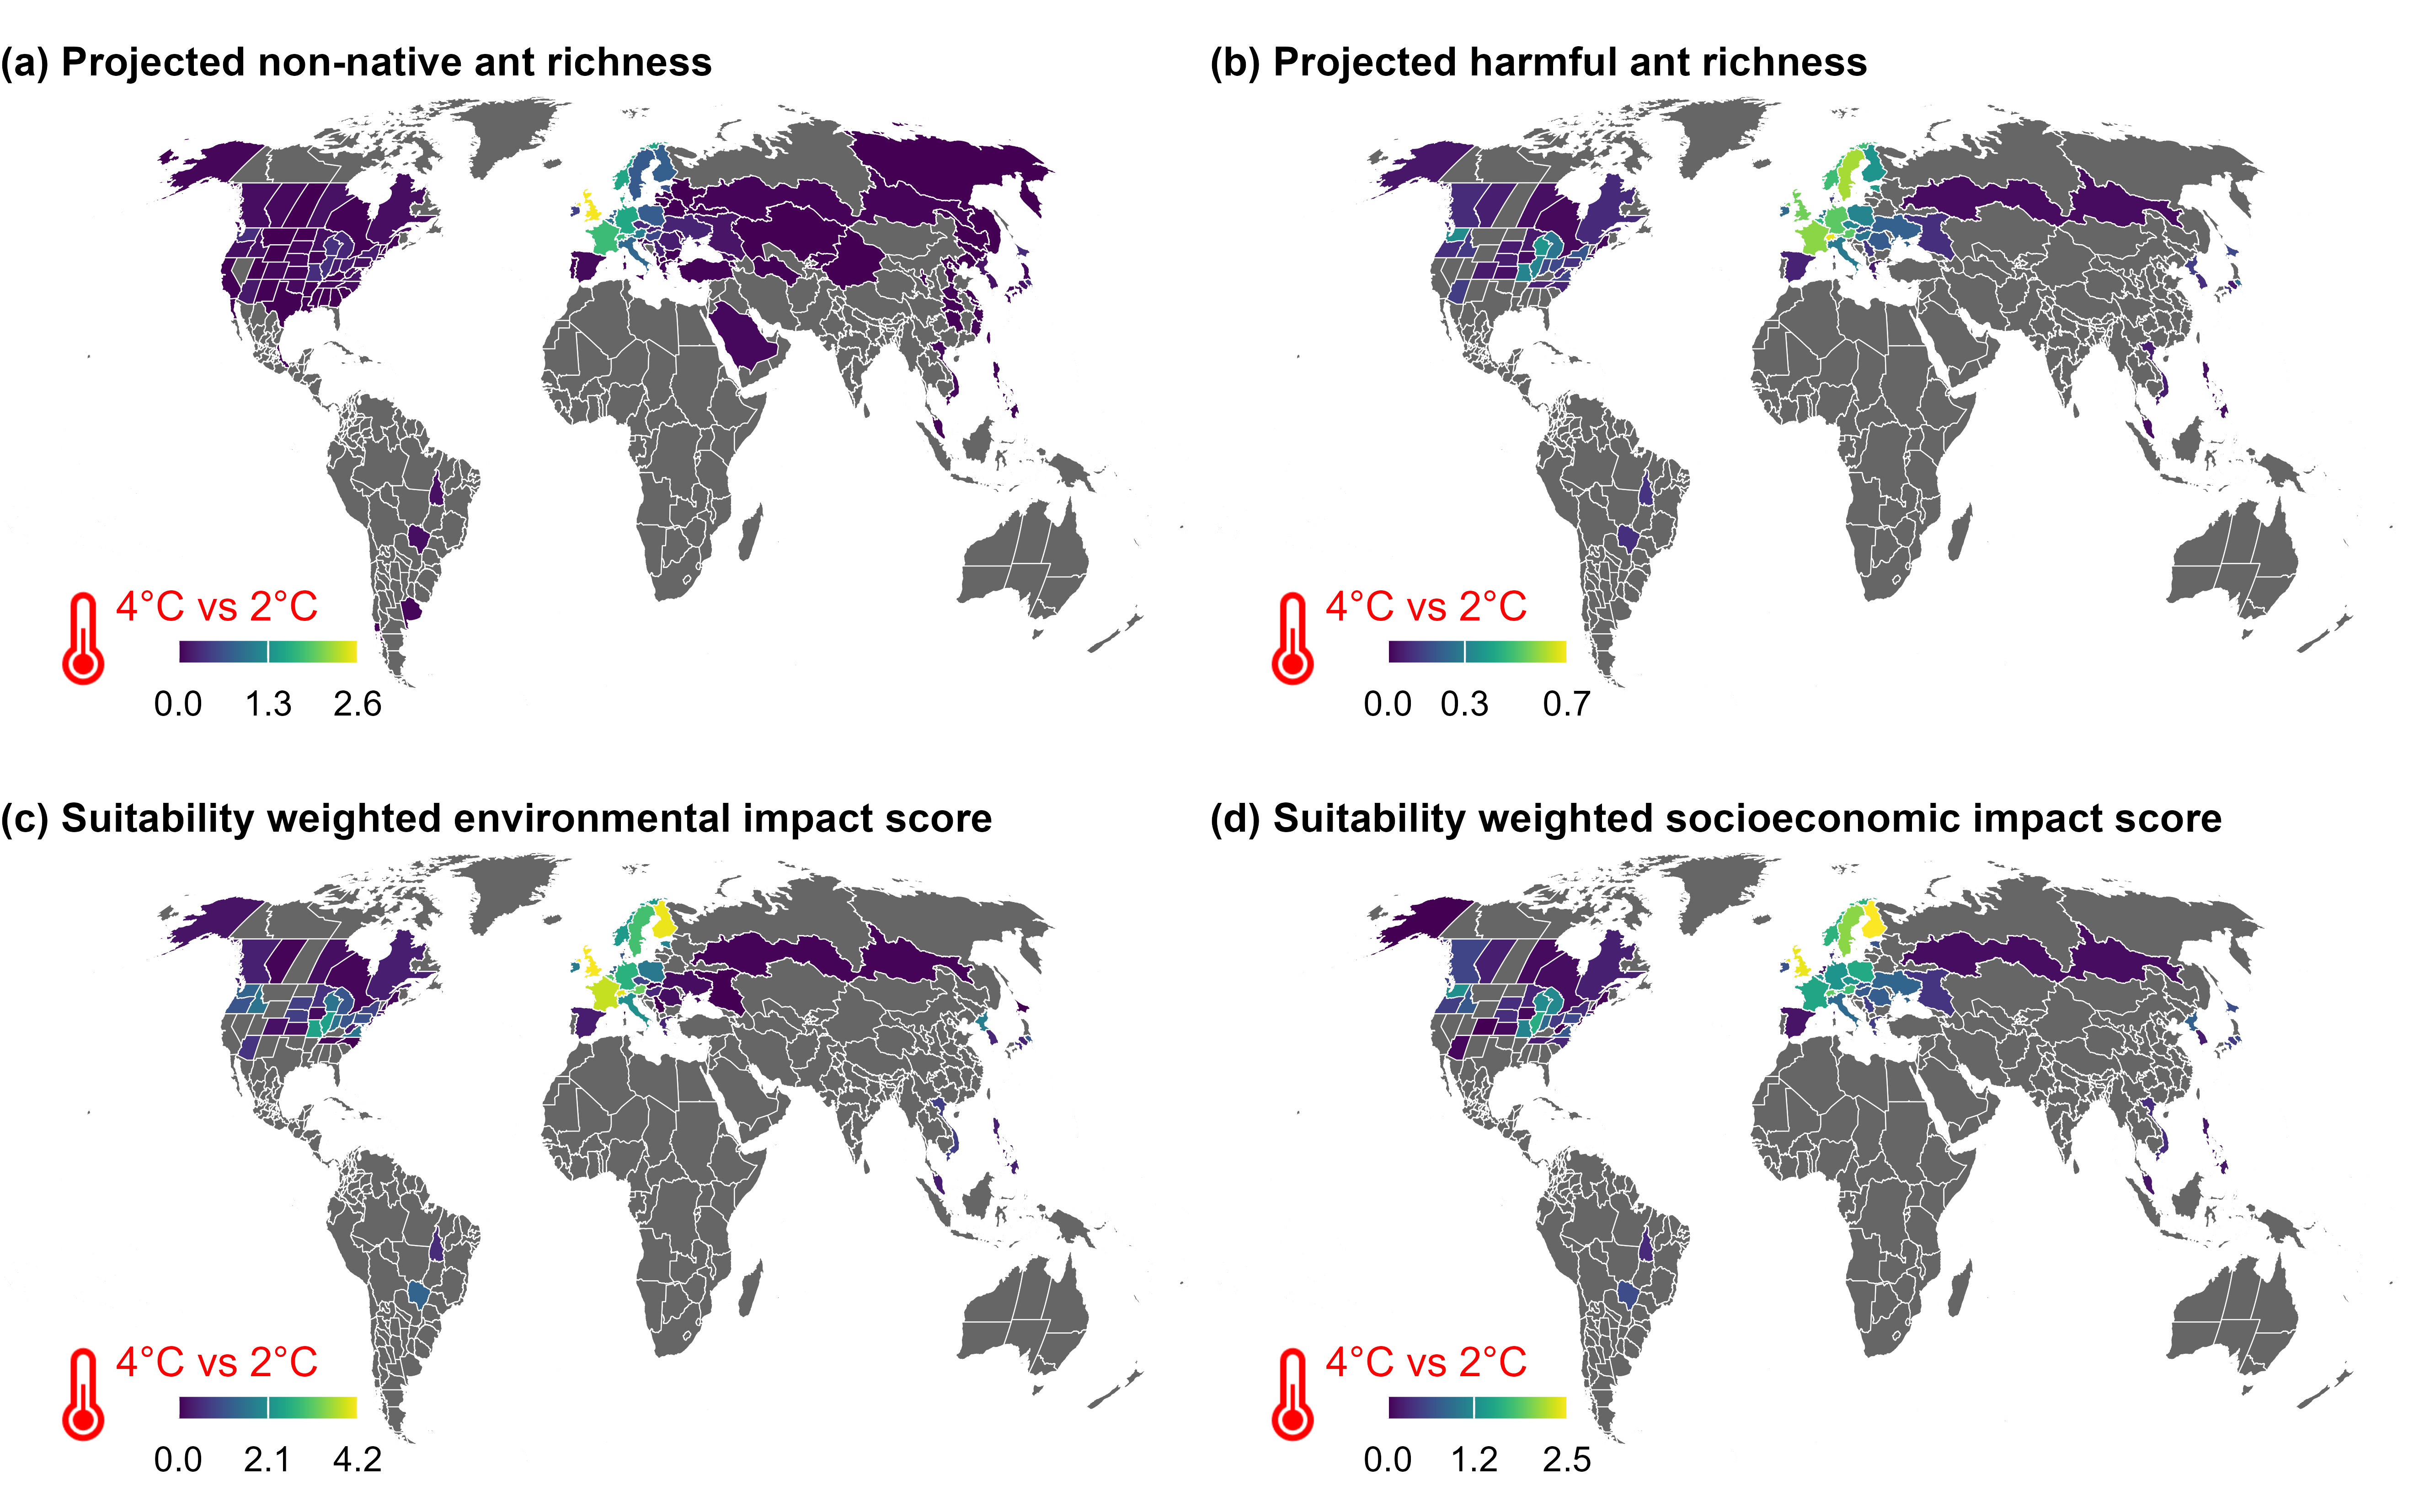 (a) Projected non-native ant richness
4°C vs 2°C
0.0 1.3 2.6
(b) Projected harmful ant richness
4°C vs 2°C
0.0 0.3 0.7
(c) Suitability weighted environmental impact score
4°C vs 2°C
0.0 2.1 4.2
(d) Suitability weighted socioeconomic impact score
4°C vs 2°C
0.0 1.2 2.5